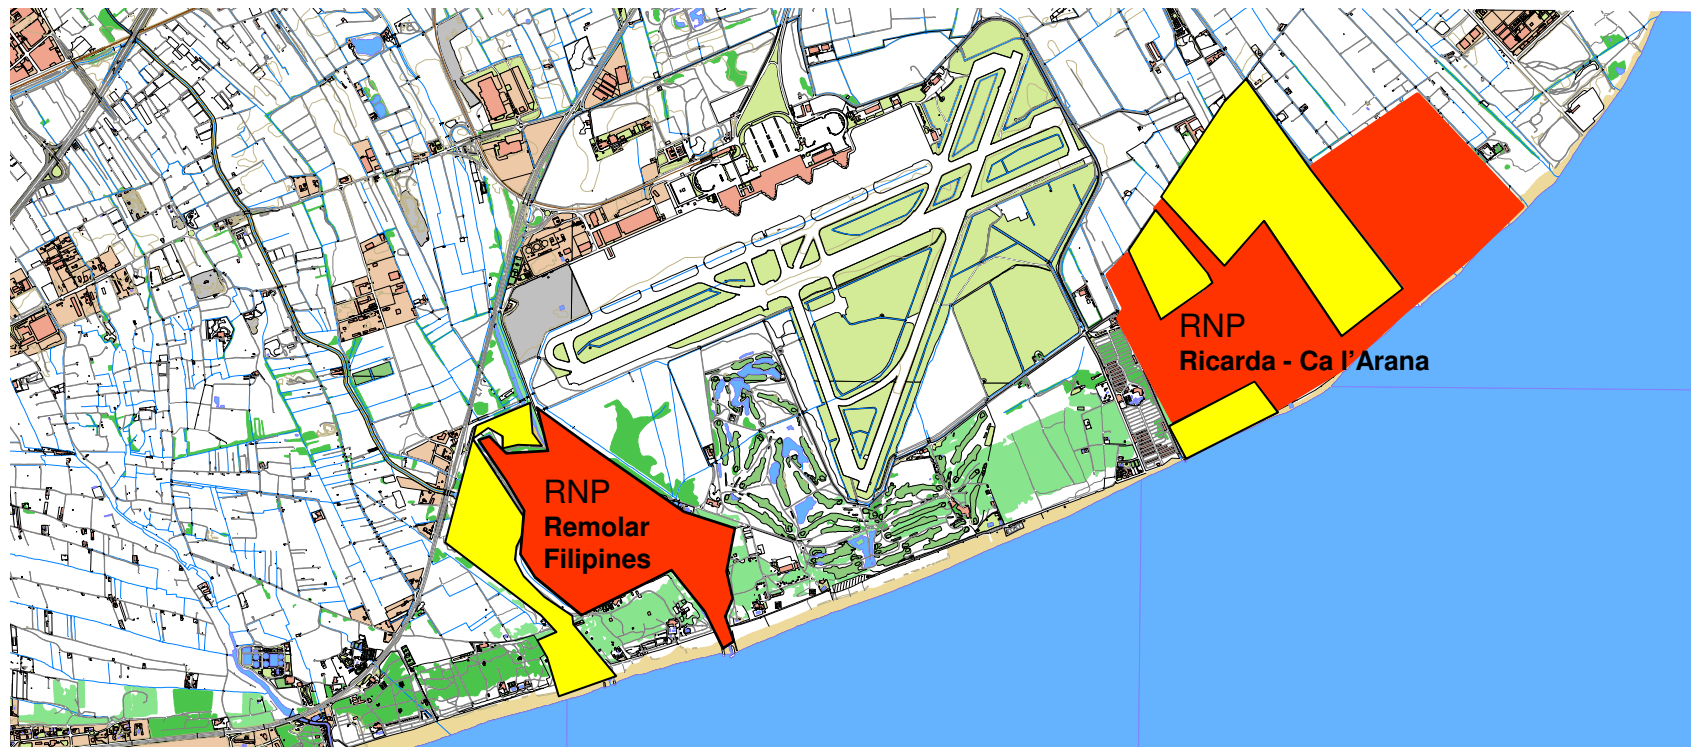 RNP
Ricarda - Ca l'Arana
RNP
Remolar
Filipines